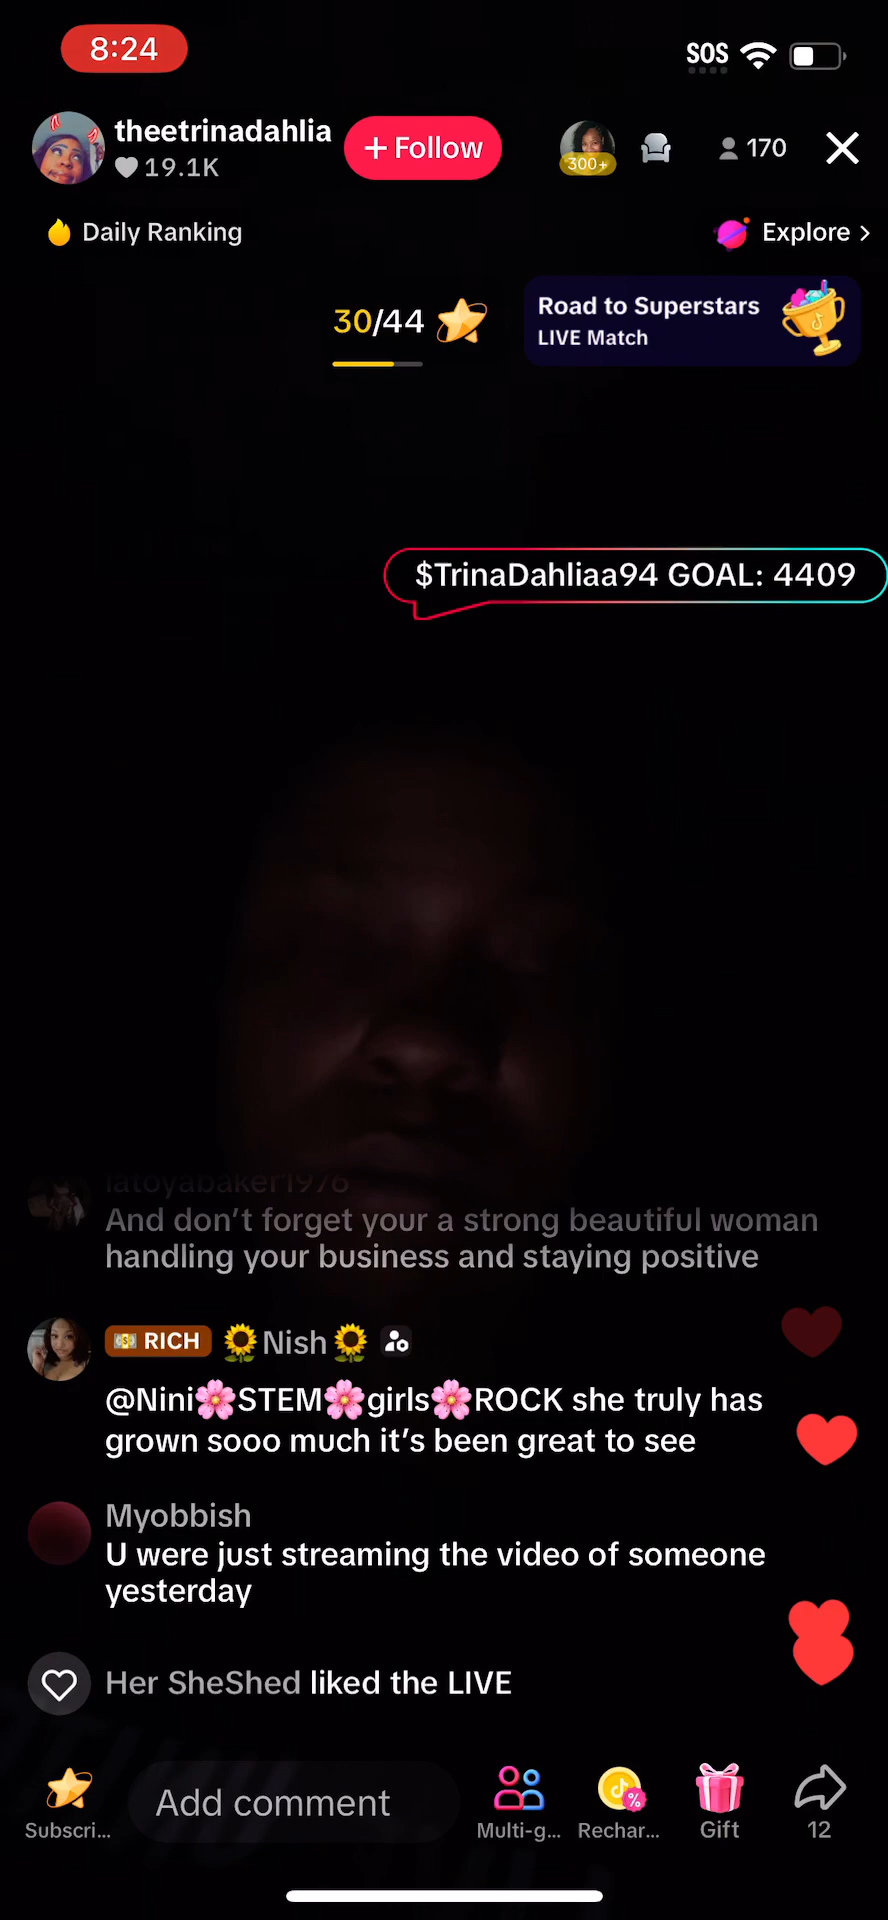 8:24
SOS
theetrinadahlia
19.1K
+ Follow
300+
170
Daily Ranking
Explore >
30/44
Road to Superstars
LIVE Match
$TrinaDahliaa94 GOAL: 4409
latoyabaker1976
And don't forget your a strong beautiful woman
handling your business and staying positive
RICH 🌻Nish🌻
@Nini🌸STEM🌸girls🌸ROCK she truly has
grown sooo much it's been great to see
Myobbish
U were just streaming the video of someone
yesterday
Her SheShed liked the LIVE
Add comment
Subscri...
Multi-g...
Rechar...
Gift
12